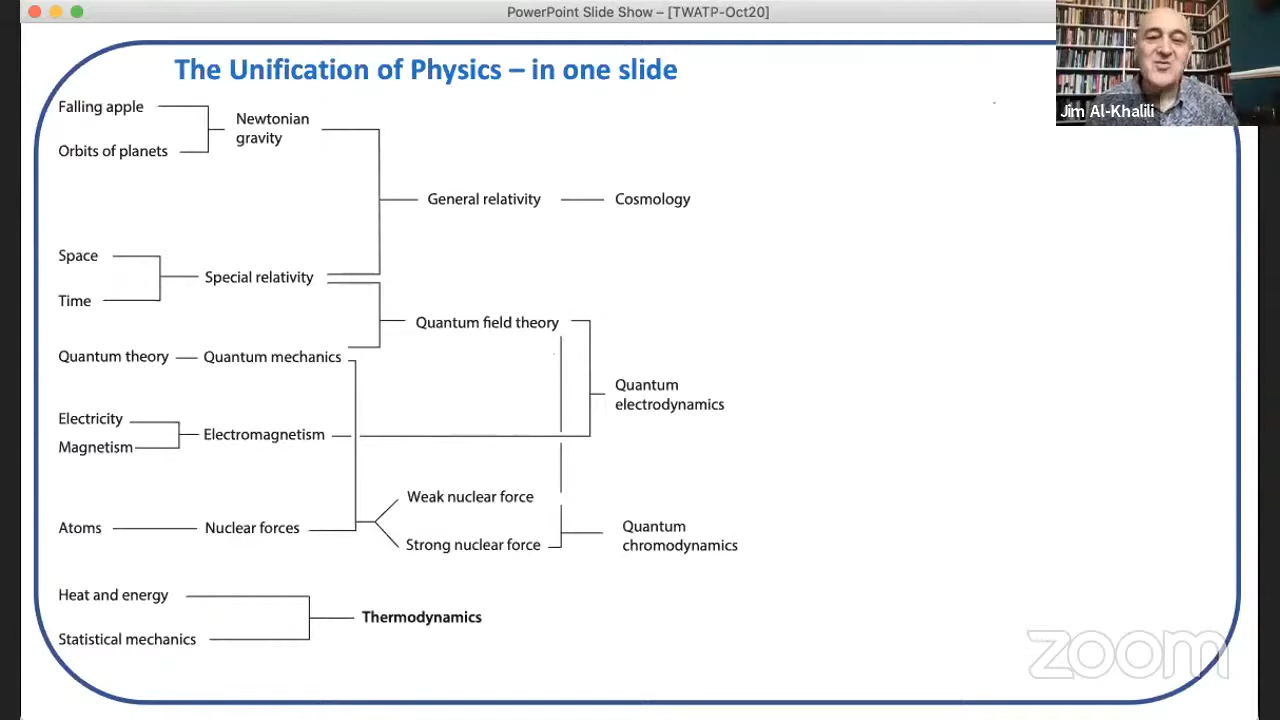 PowerPoint Slide Show – [TWATP-Oct20]
The Unification of Physics – in one slide
Jim Al-Khalili
Falling apple
Newtonian
gravity
Orbits of planets
General relativity
Cosmology
Space
Special relativity
Time
Quantum field theory
Quantum theory
Quantum mechanics
Quantum
electrodynamics
Electricity
Electromagnetism
Magnetism
Weak nuclear force
Atoms
Nuclear forces
Quantum
chromodynamics
Strong nuclear force
Heat and energy
Thermodynamics
Statistical mechanics
zoom